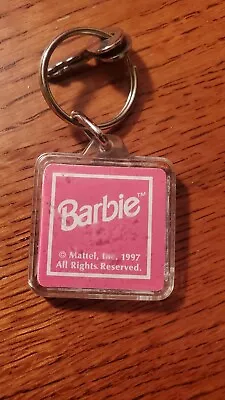 Barbie™
© Mattel, Inc. 1997
All Rights Reserved.